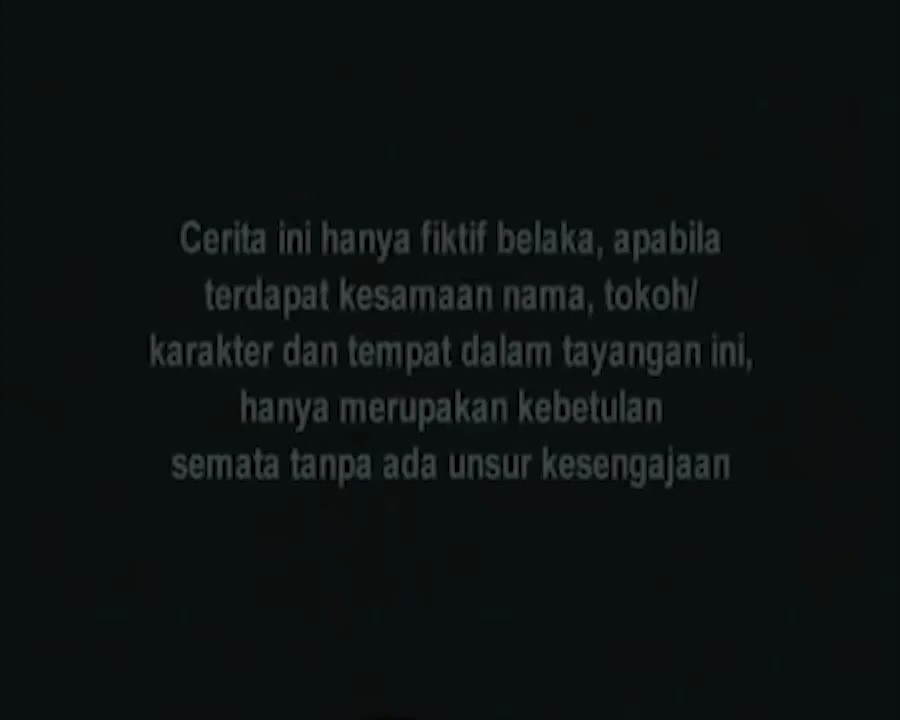 Cerita ini hanya fiktif belaka, apabila
terdapat kesamaan nama, tokoh/
karakter dan tempat dalam tayangan ini,
hanya merupakan kebetulan
semata tanpa ada unsur kesengajaan